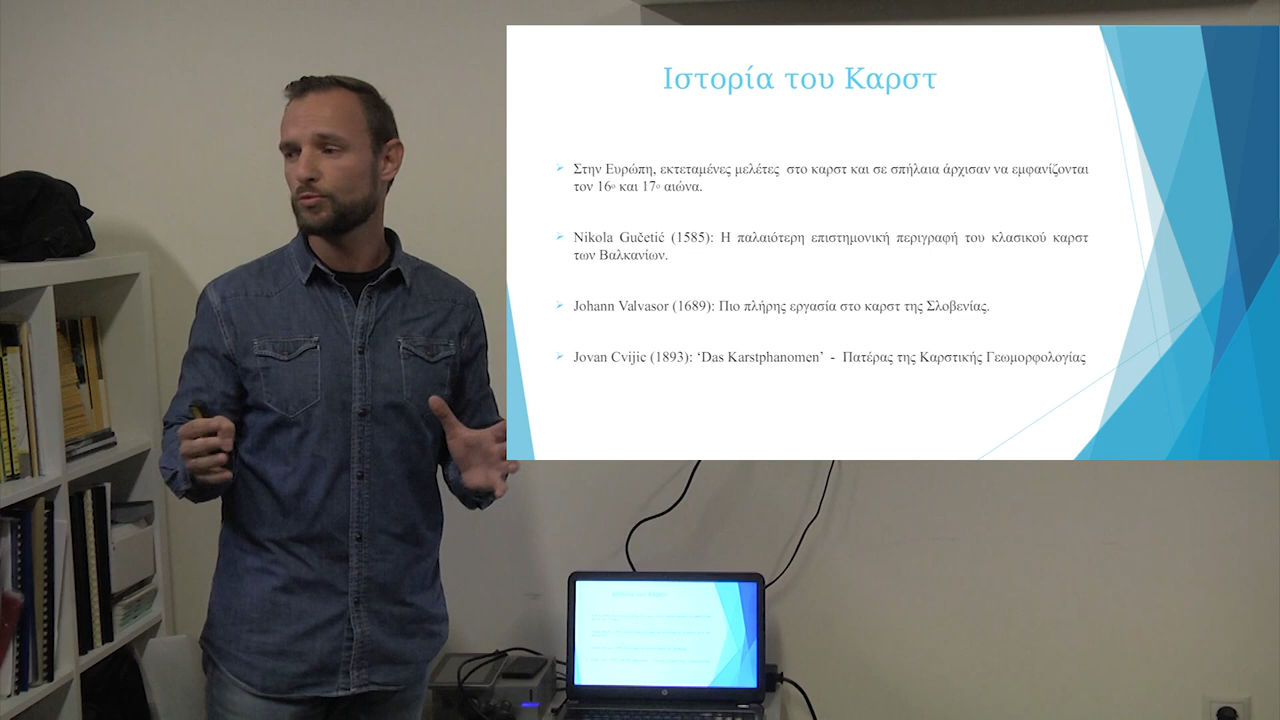 Ιστορία του Καρστ
Στην Ευρώπη, εκτεταμένες μελέτες στο καρστ και σε σπήλαια άρχισαν να εμφανίζονται
τον 16ο και 17ο αιώνα.
Nikola Gučetić (1585): Η παλαιότερη επιστημονική περιγραφή του κλασικού καρστ
των Βαλκανίων.
Johann Valvasor (1689): Πιο πλήρης εργασία στο καρστ της Σλοβενίας.
Jovan Cvijic (1893): ‘Das Karstphanomen’ - Πατέρας της Καρστικής Γεωμορφολογίας